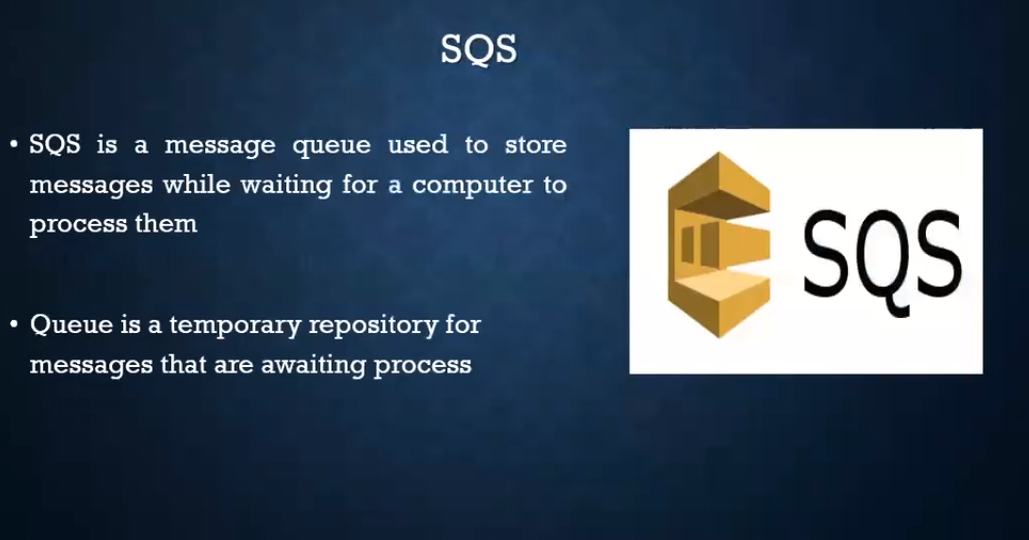 SQS
• SQS is a message queue used to store
messages while waiting for a computer to
process them
• Queue is a temporary repository for
messages that are awaiting process
SQS